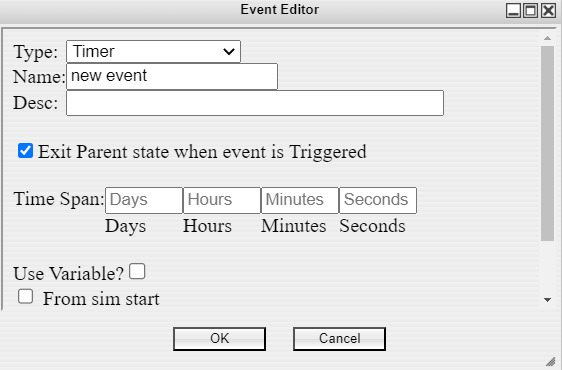 Event Editor
Type: Timer
Name: new event
Desc:
Exit Parent state when event is Triggered
Time Span: Days Hours Minutes Seconds
Days Hours Minutes Seconds
Use Variable?
From sim start
OK Cancel